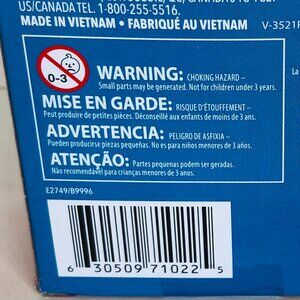 US/CANADA TEL. 1-800-255-5516.
MADE IN VIETNAM • FABRIQUÉ AU VIETNAM
V-3521
0-3
WARNING: CHOKING HAZARD –
Small parts may be generated. Not for children under 3 years.
MISE EN GARDE: RISQUE D'ÉTOUFFEMENT –
Peut produire de petites pièces. Déconseillé aux enfants de moins de 3 ans.
ADVERTENCIA: PELIGRO DE ASFIXIA –
Pueden producirse piezas pequeñas. No es para niños menores de 3 años.
ATENÇÃO: Partes pequenas podem ser geradas.
Não recomendável para crianças menores de 3 anos.
La
E2749/B9996
6 30509 71022 5